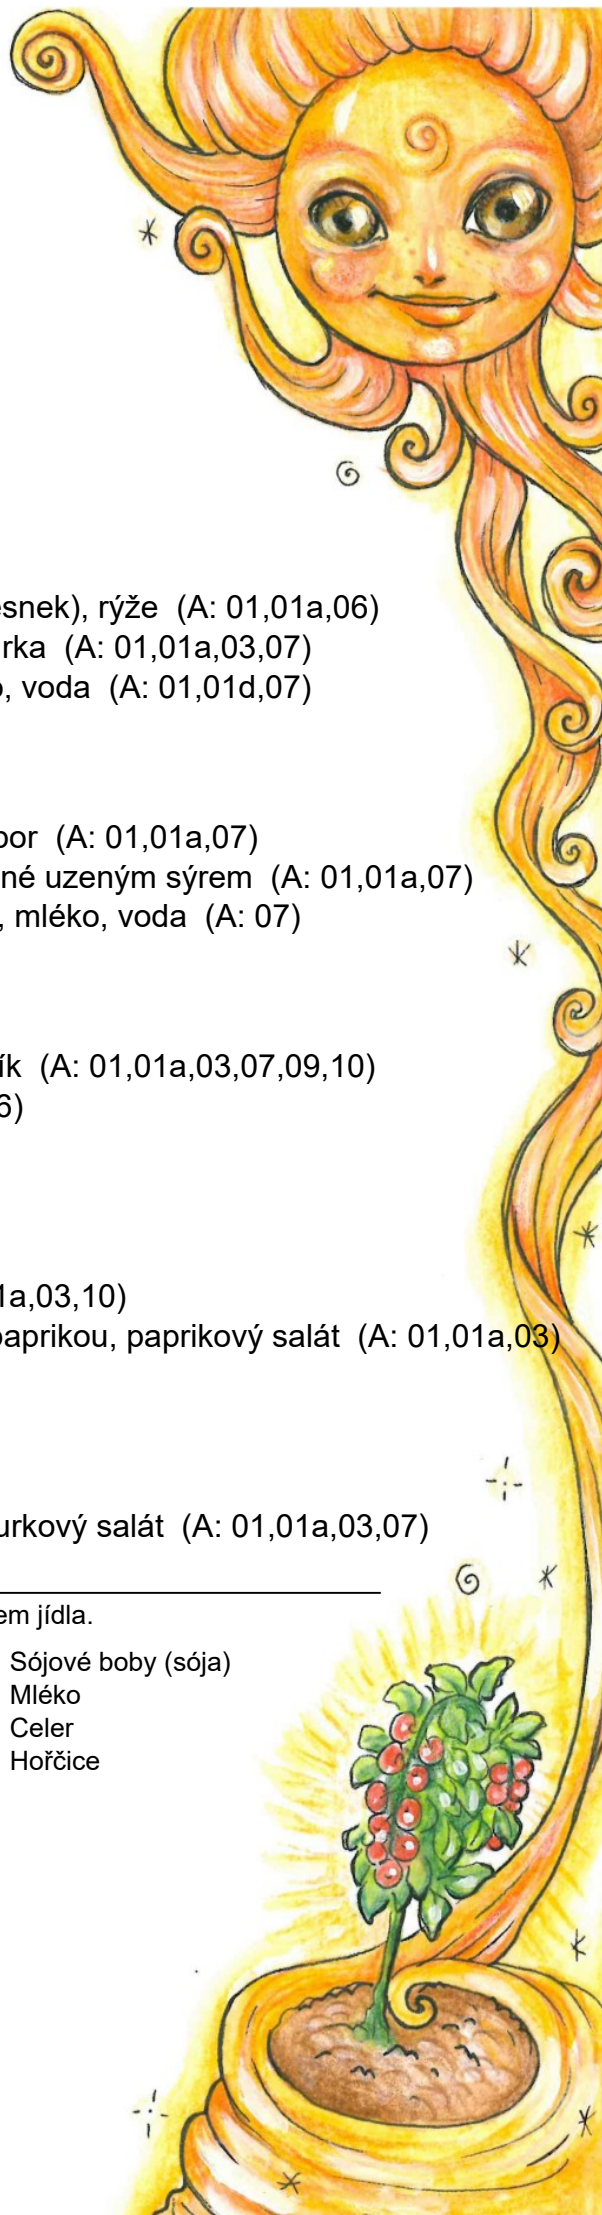 esnek), rýže (A: 01,01a,06)
rka (A: 01,01a,03,07)
o, voda (A: 01,01d,07)
bor (A: 01,01a,07)
né uzeným sýrem (A: 01,01a,07)
, mléko, voda (A: 07)
ík (A: 01,01a,03,07,09,10)
6)
1a,03,10)
paprikou, paprikový salát (A: 01,01a,03)
urkový salát (A: 01,01a,03,07)
em jídla.
Sójové boby (sója)
Mléko
Celer
Hořčice